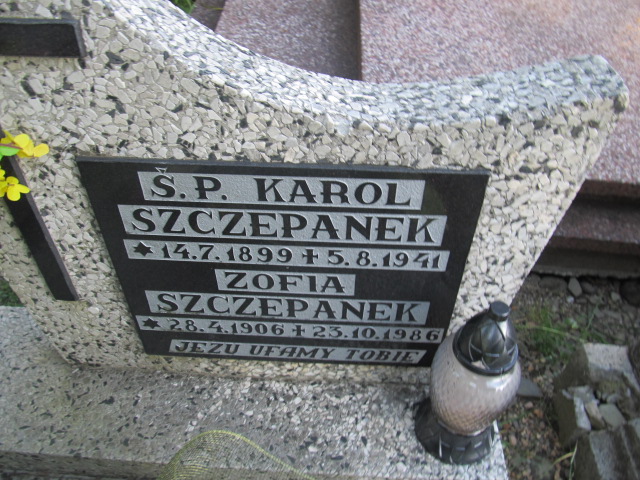 Ś.P. KAROL
SZCZEPANEK
★14.7.1899 + 5.8.1941
ZOFIA
SZCZEPANEK
★28.4.1906 + 23.10.1986
JEZU UFAMY TOBIE